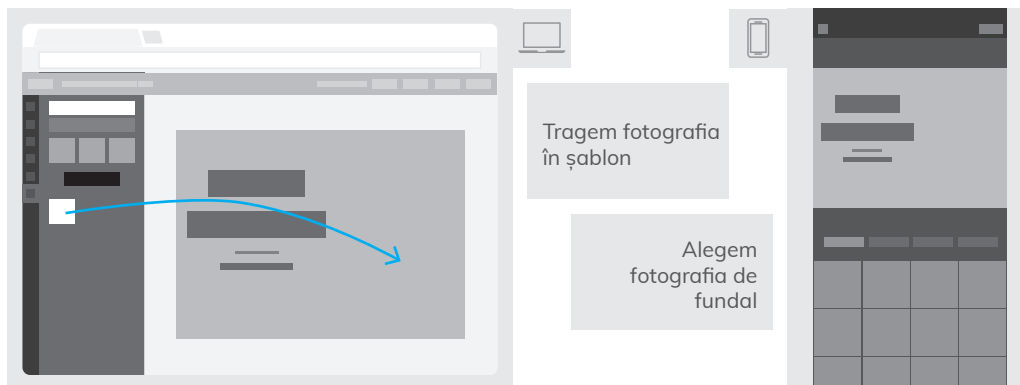 Tragem fotografia
în șablon
Alegem
fotografia de
fundal